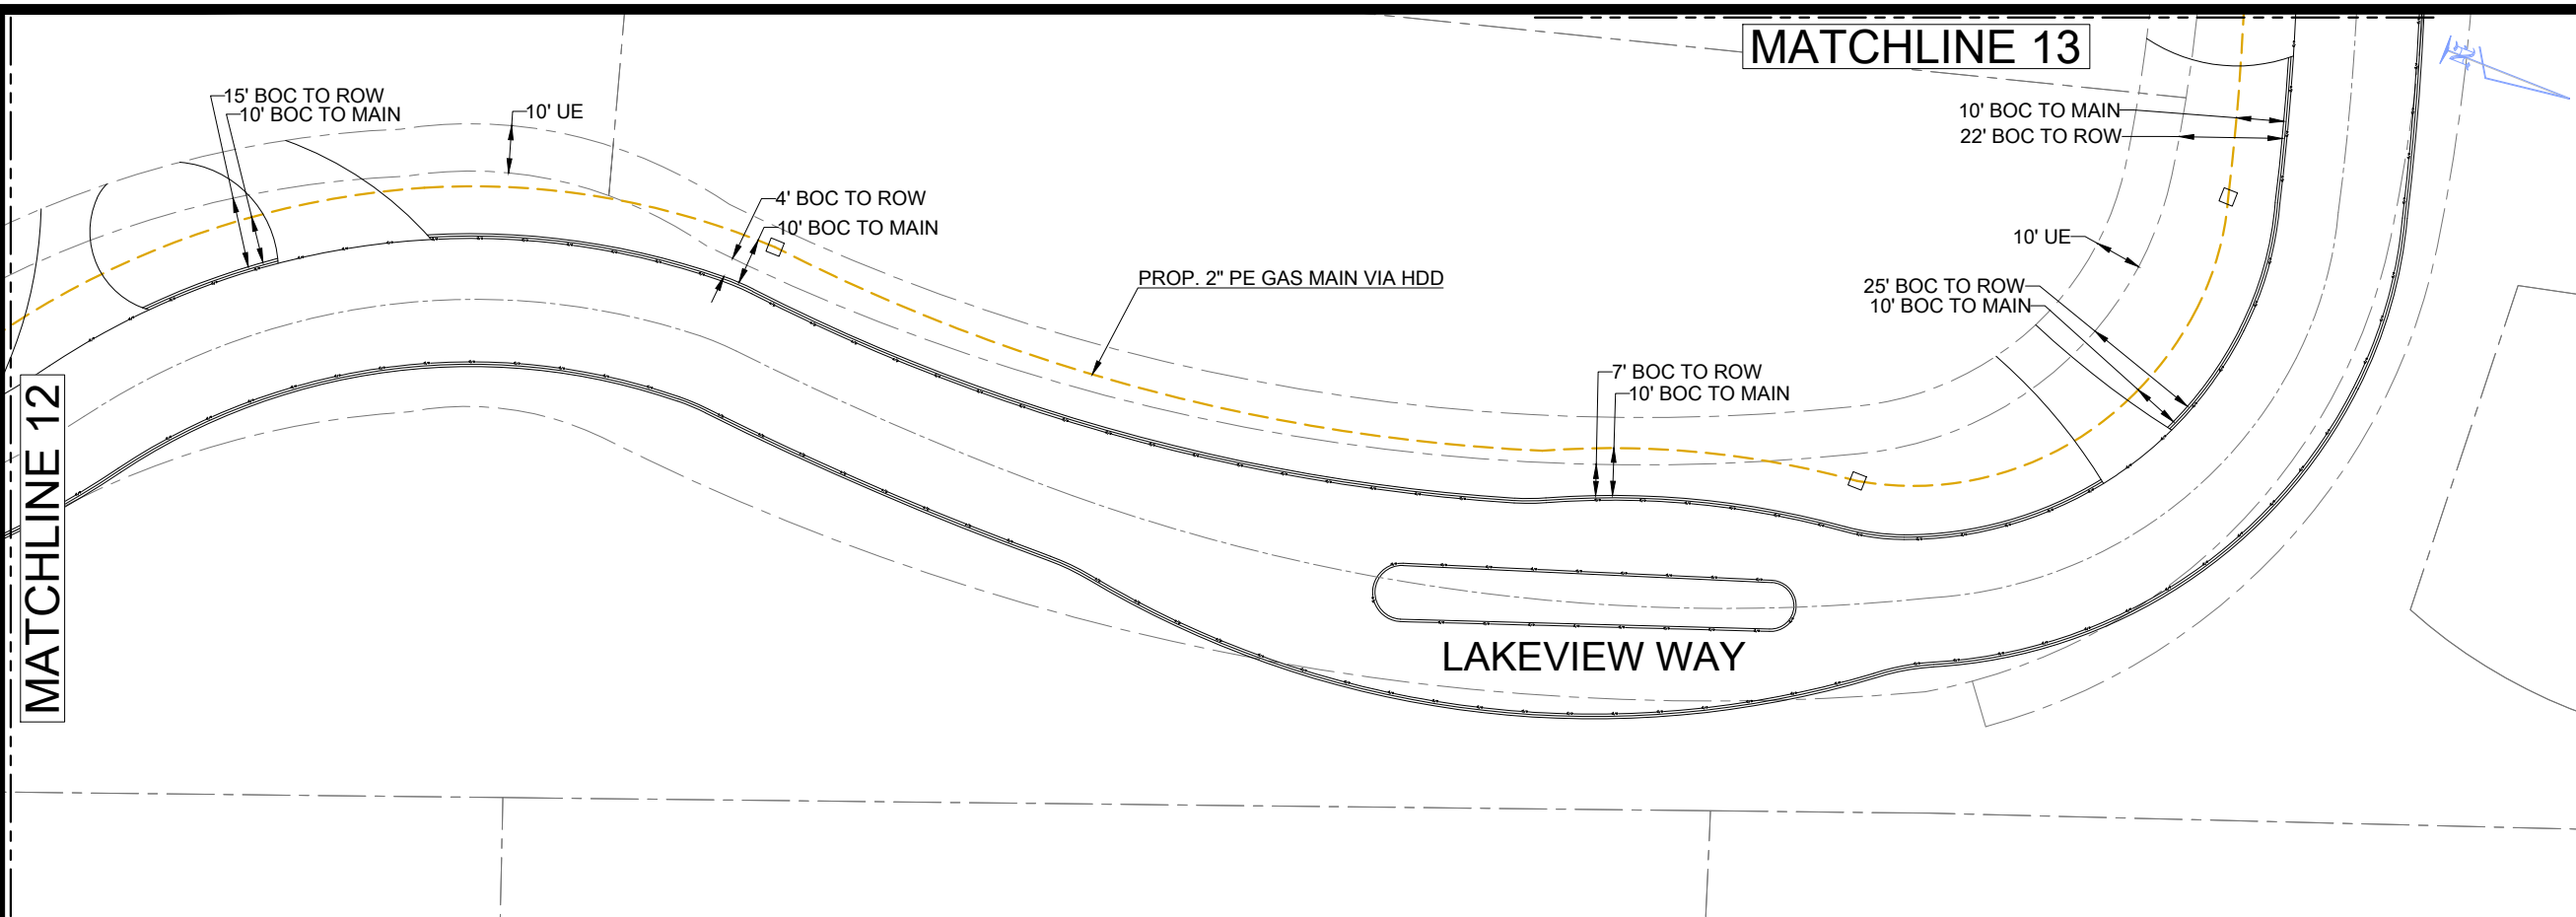 MATCHLINE 13
15' BOC TO ROW
10' BOC TO MAIN
10' UE
10' BOC TO MAIN
22' BOC TO ROW
4' BOC TO ROW
10' BOC TO MAIN
10' UE
PROP. 2" PE GAS MAIN VIA HDD
25' BOC TO ROW
10' BOC TO MAIN
7' BOC TO ROW
10' BOC TO MAIN
MATCHLINE 12
LAKEVIEW WAY